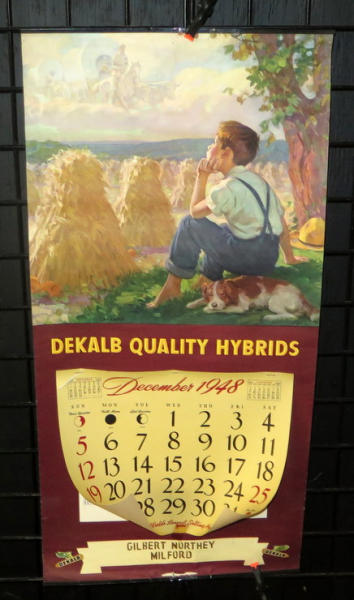 DEKALB QUALITY HYBRIDS
December 1948
SUN MON TUE WED THU FRI SAT
1 2 3 4
5 6 7 8 9 10 11
12 13 14 15 16 17 18
19 20 21 22 23 24 25
28 29 30 31
GILBERT NORTHEY
MILFORD